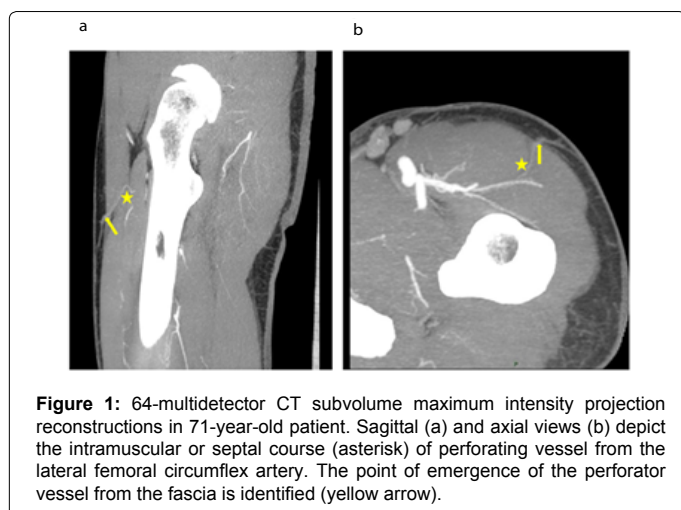 a
b
Figure 1: 64-multidetector CT subvolume maximum intensity projection
reconstructions in 71-year-old patient. Sagittal (a) and axial views (b) depict
the intramuscular or septal course (asterisk) of perforating vessel from the
lateral femoral circumflex artery. The point of emergence of the perforator
vessel from the fascia is identified (yellow arrow).